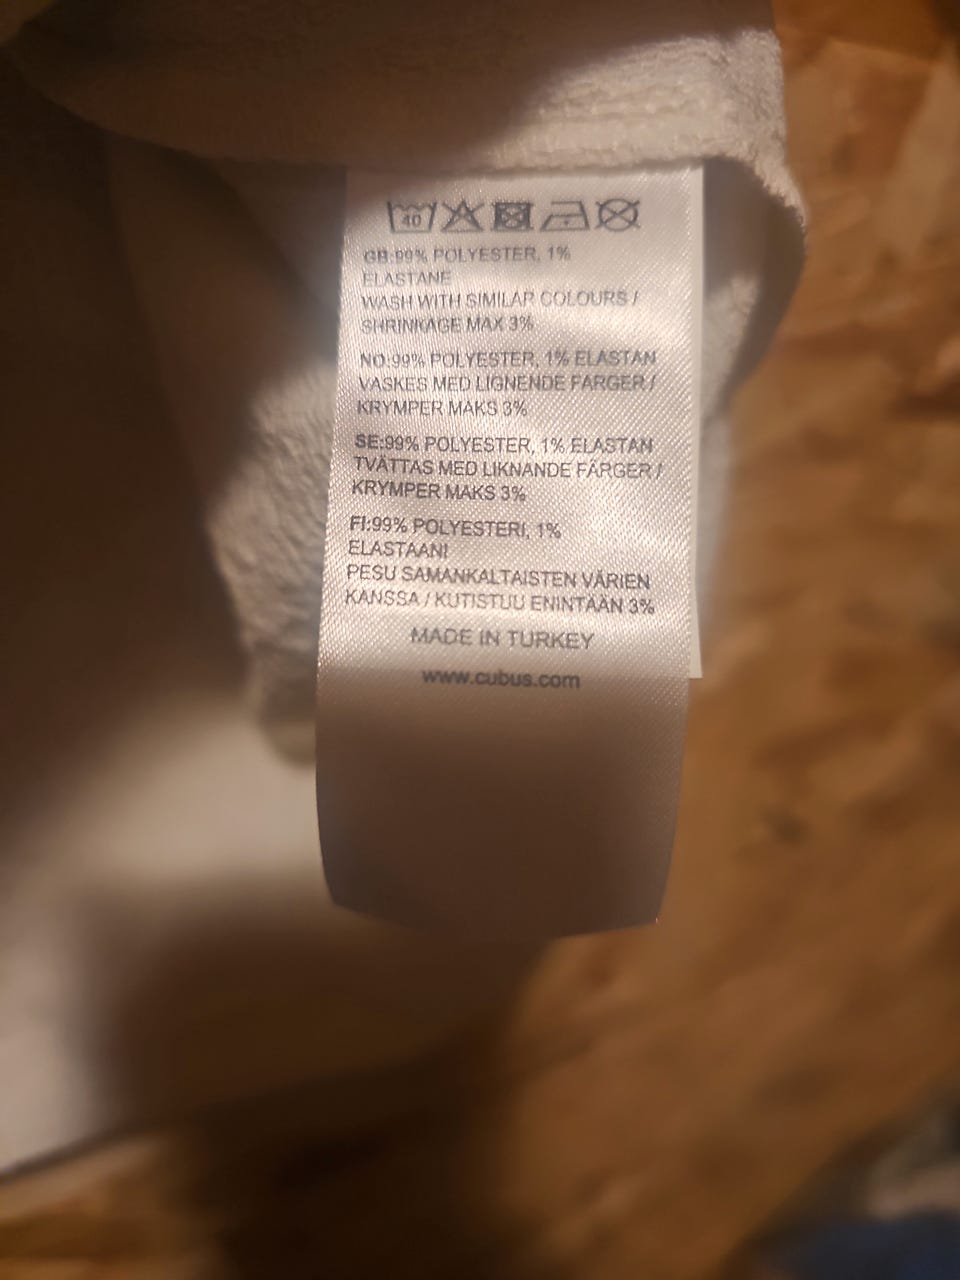 40
GB:99% POLYESTER, 1%
ELASTANE
WASH WITH SIMILAR COLOURS /
SHRINKAGE MAX 3%
NO:99% POLYESTER, 1% ELASTAN
VASKES MED LIGNENDE FARGER /
KRYMPER MAKS 3%
SE:99% POLYESTER, 1% ELASTAN
TVÄTTAS MED LIKNANDE FÄRGER /
KRYMPER MAKS 3%
FI:99% POLYESTERI, 1%
ELASTAANI
PESU SAMANKALTAISTEN VÄRIEN
KANSSA / KUTISTUU ENINTÄÄN 3%
MADE IN TURKEY
www.cubus.com